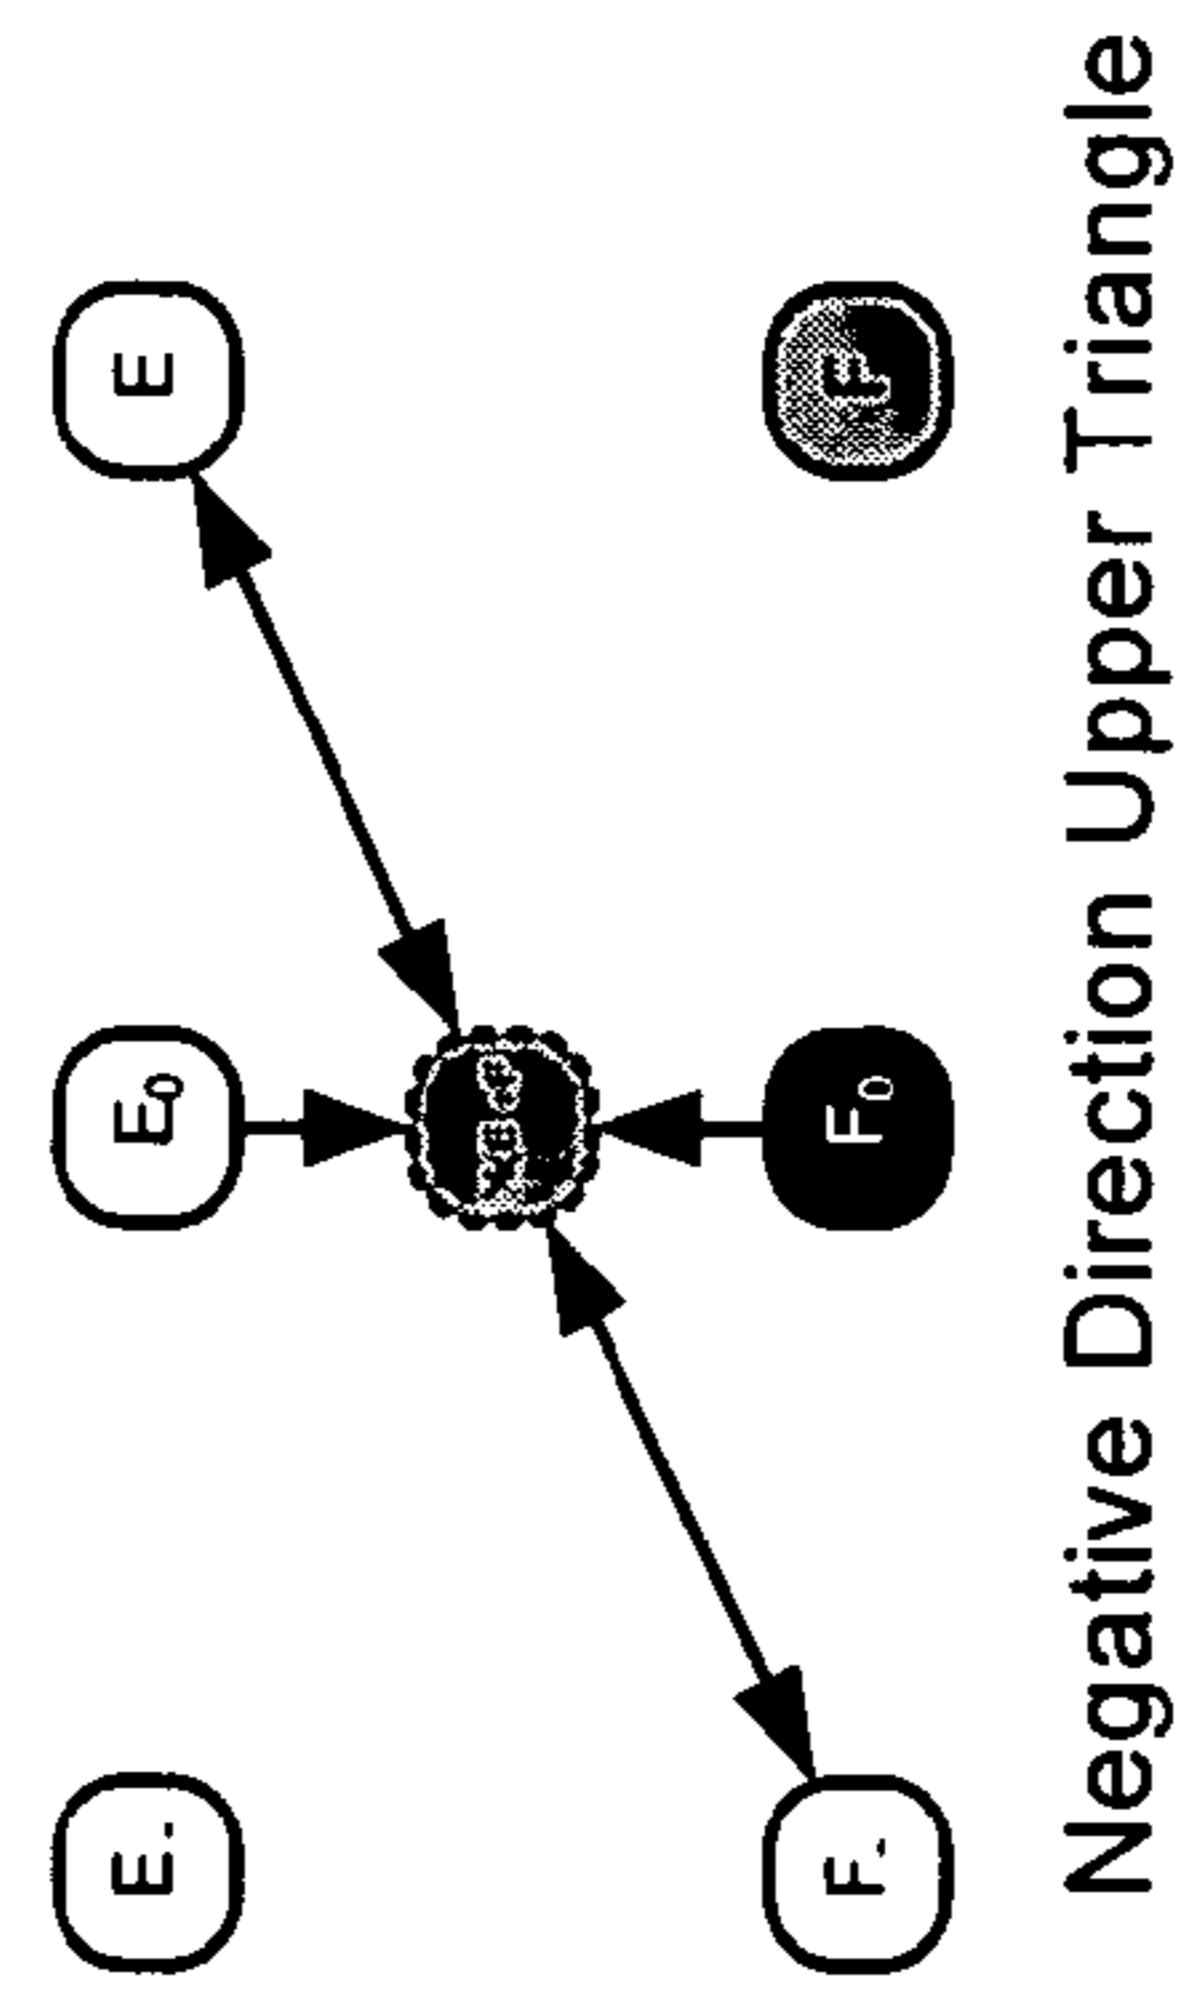 E- E₀ E
F- F₀ F
Negative Direction Upper Triangle